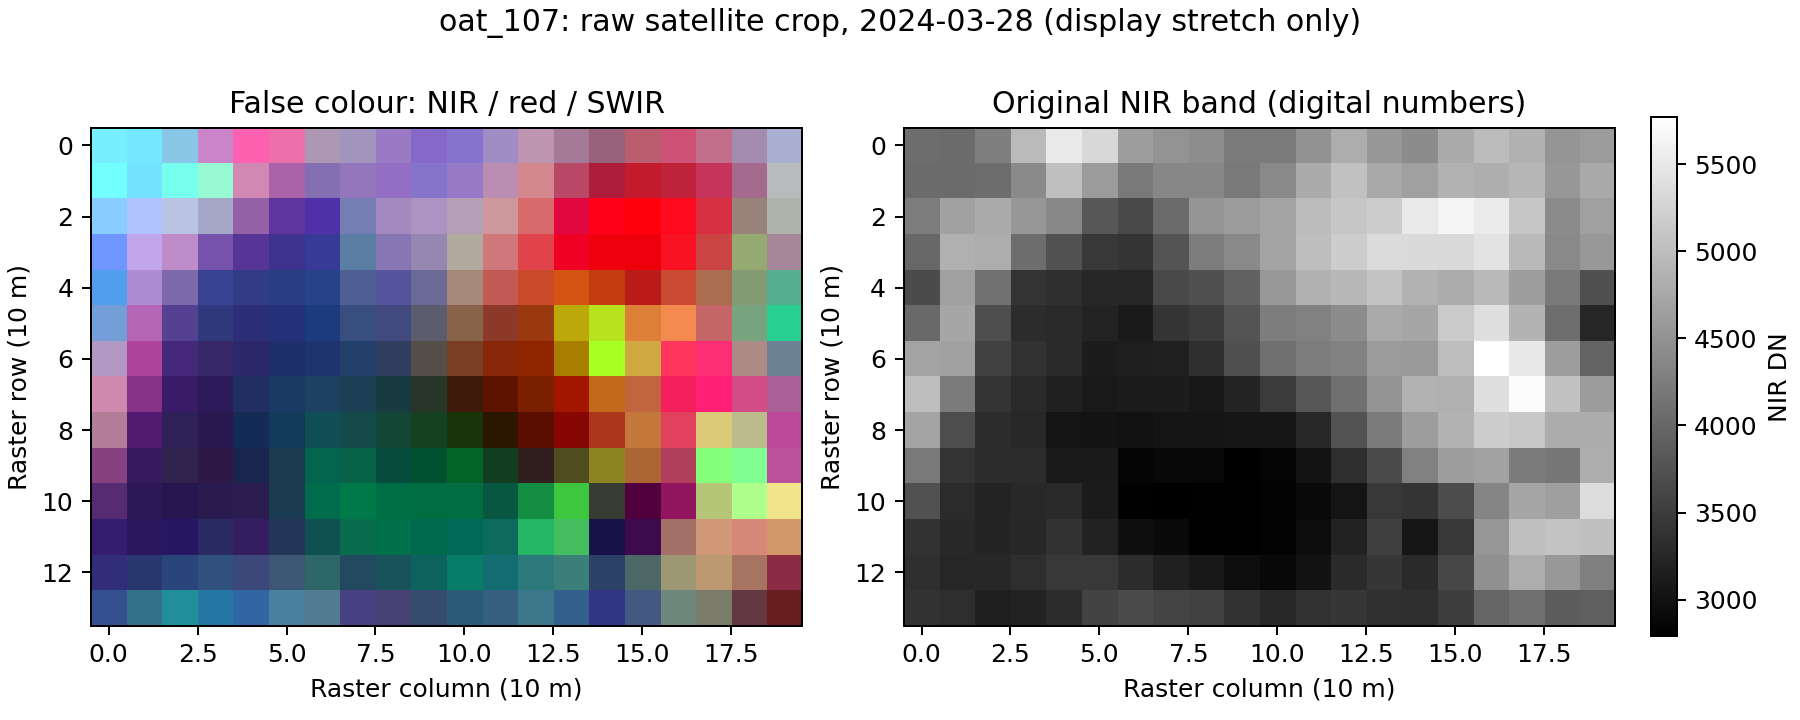 oat_107: raw satellite crop, 2024-03-28 (display stretch only)
False colour: NIR / red / SWIR
Original NIR band (digital numbers)
Raster row (10 m)
0
2
4
6
8
10
12
0.0 2.5 5.0 7.5 10.0 12.5 15.0 17.5
Raster column (10 m)
Raster row (10 m)
0
2
4
6
8
10
12
0.0 2.5 5.0 7.5 10.0 12.5 15.0 17.5
Raster column (10 m)
5500
5000
4500
4000
3500
3000
NIR DN